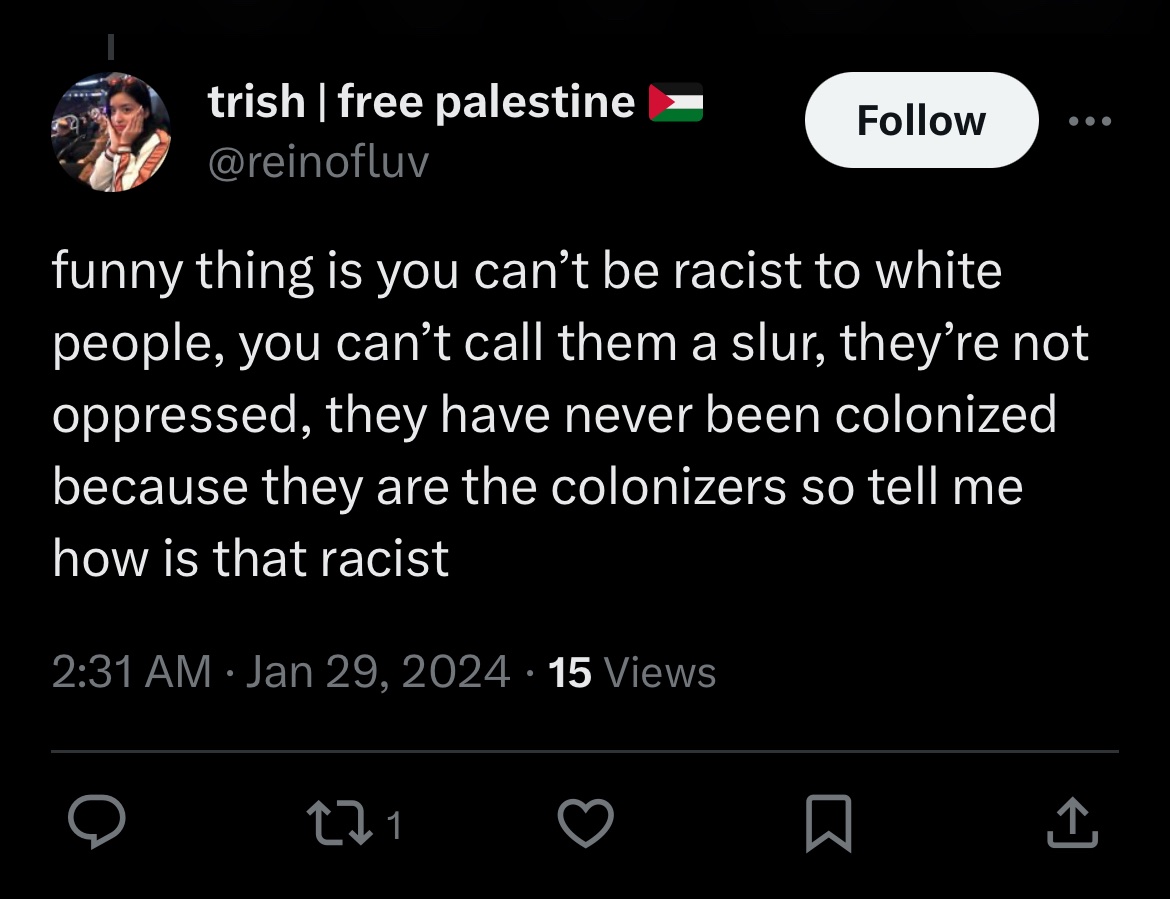 trish | free palestine 🇵🇸
Follow
@reinofluv
funny thing is you can’t be racist to white
people, you can’t call them a slur, they’re not
oppressed, they have never been colonized
because they are the colonizers so tell me
how is that racist
2:31 AM · Jan 29, 2024 · 15 Views
1